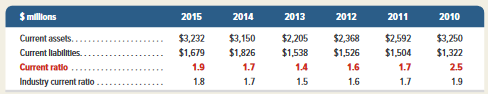 $ millions 2015 2014 2013 2012 2011 2010
Current assets. . . . . . . . . . . . . . . . . . . . . $3,232 $3,150 $2,205 $2,368 $2,592 $3,250
Current liabilities. . . . . . . . . . . . . . . . . . . $1,679 $1,826 $1,538 $1,526 $1,504 $1,322
Current ratio . . . . . . . . . . . . . . . . . . . . . 1.9 1.7 1.4 1.6 1.7 2.5
Industry current ratio . . . . . . . . . . . . . . . 1.8 1.7 1.5 1.6 1.7 1.9